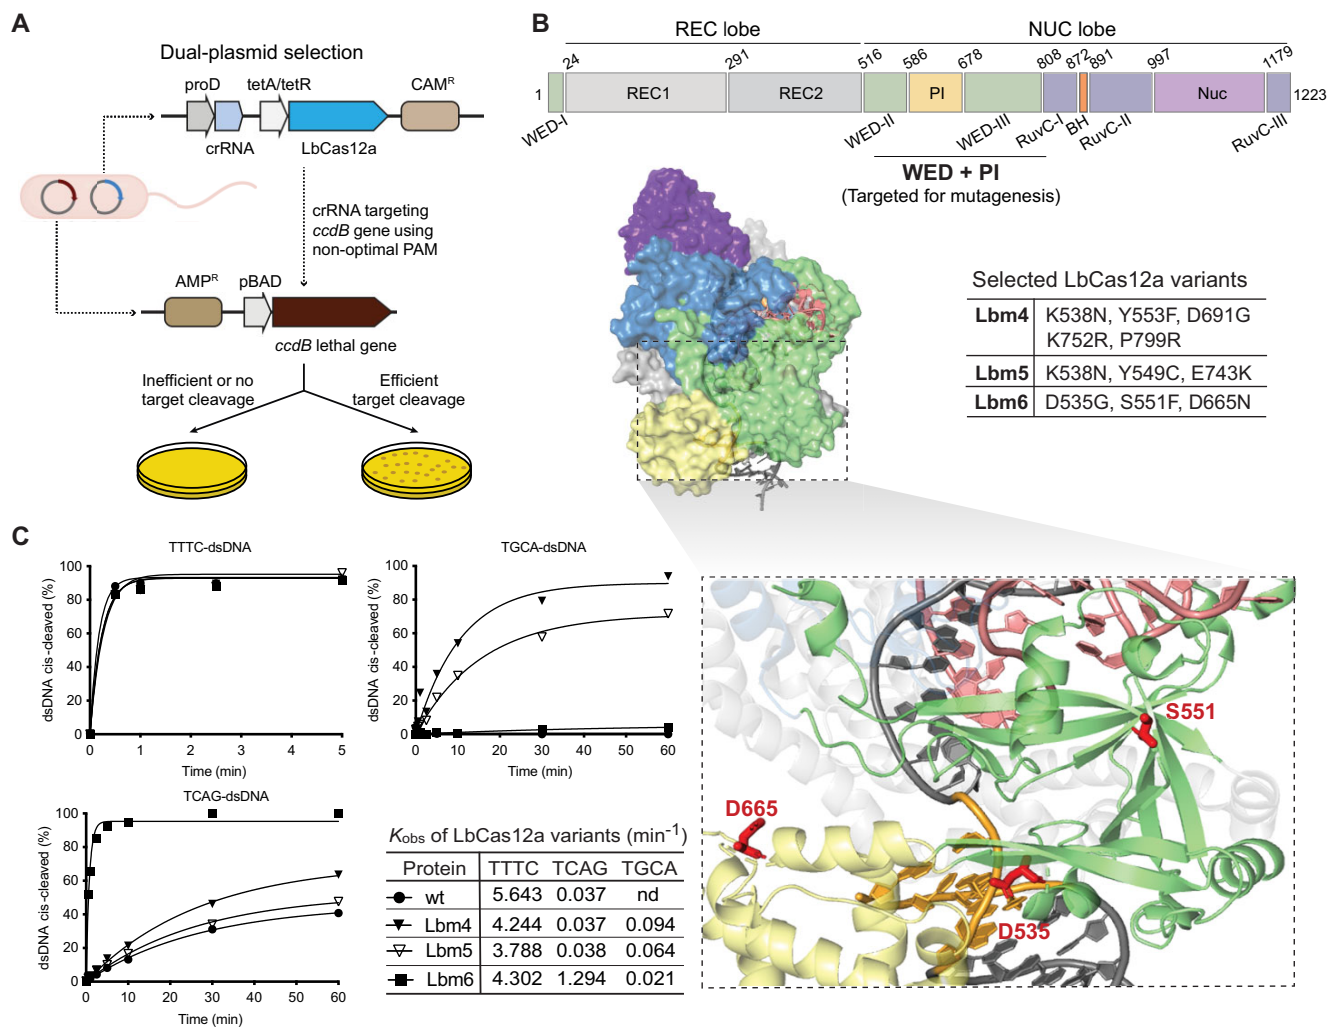 A
Dual-plasmid selection
proD
tetA/tetR
CAMᴿ
crRNA
LbCas12a
crRNA targeting
ccdB gene using
non-optimal PAM
AMPᴿ
pBAD
ccdB lethal gene
Inefficient or no
target cleavage
Efficient
target cleavage
B
REC lobe
NUC lobe
24
291
516
586
678
808
872
891
997
1179
1
REC1
REC2
PI
Nuc
1223
WED-I
WED-II
WED-III
RuvC-I
BH
RuvC-II
RuvC-III
WED + PI
(Targeted for mutagenesis)
Selected LbCas12a variants
Lbm4 K538N, Y553F, D691G
K752R, P799R
Lbm5 K538N, Y549C, E743K
Lbm6 D535G, S551F, D665N
S551
D665
D535
C
TTTC-dsDNA
dsDNA cis-cleaved (%)
100
80
60
40
20
0
0 1 2 3 4 5
Time (min)
TGCA-dsDNA
dsDNA cis-cleaved (%)
100
80
60
40
20
0
0 20 40 60
Time (min)
TCAG-dsDNA
dsDNA cis-cleaved (%)
100
80
60
40
20
0
0 10 20 30 40 50 60
Time (min)
Kobs of LbCas12a variants (min⁻¹)
Protein TTTC TCAG TGCA
wt 5.643 0.037 nd
Lbm4 4.244 0.037 0.094
Lbm5 3.788 0.038 0.064
Lbm6 4.302 1.294 0.021